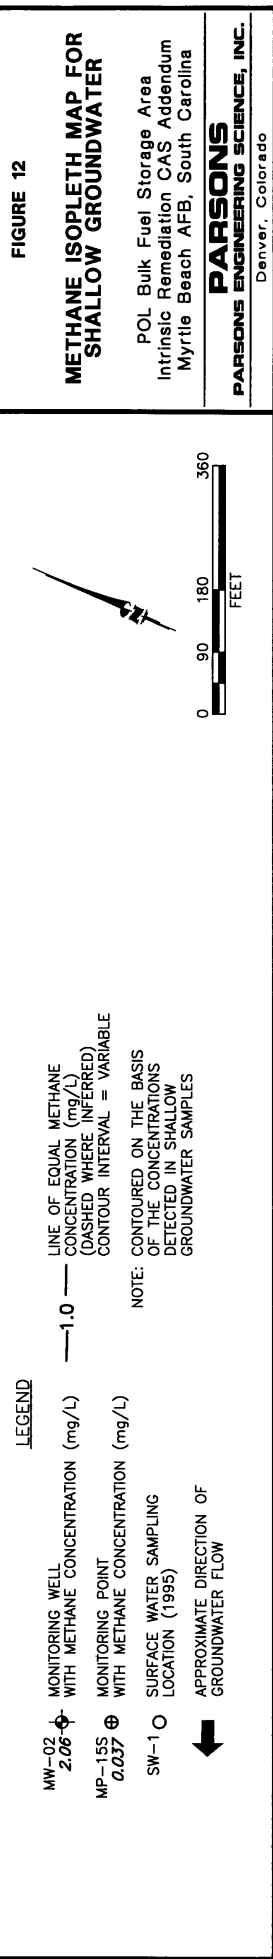 LEGEND
MW-02
2.06
MONITORING WELL
WITH METHANE CONCENTRATION (mg/L)
MP-15S
0.037
MONITORING POINT
WITH METHANE CONCENTRATION (mg/L)
SW-1
SURFACE WATER SAMPLING
LOCATION (1995)
APPROXIMATE DIRECTION OF
GROUNDWATER FLOW
1.0
LINE OF EQUAL METHANE
CONCENTRATION (mg/L)
(DASHED WHERE INFERRED)
CONTOUR INTERVAL = VARIABLE
NOTE: CONTOURED ON THE BASIS
OF THE CONCENTRATIONS
DETECTED IN SHALLOW
GROUNDWATER SAMPLES
N
0 90 180 360
FEET
FIGURE 12
METHANE ISOPLETH MAP FOR
SHALLOW GROUNDWATER
POL Bulk Fuel Storage Area
Intrinsic Remediation CAS Addendum
Myrtle Beach AFB, South Carolina
PARSONS
PARSONS ENGINEERING SCIENCE, INC.
Denver, Colorado